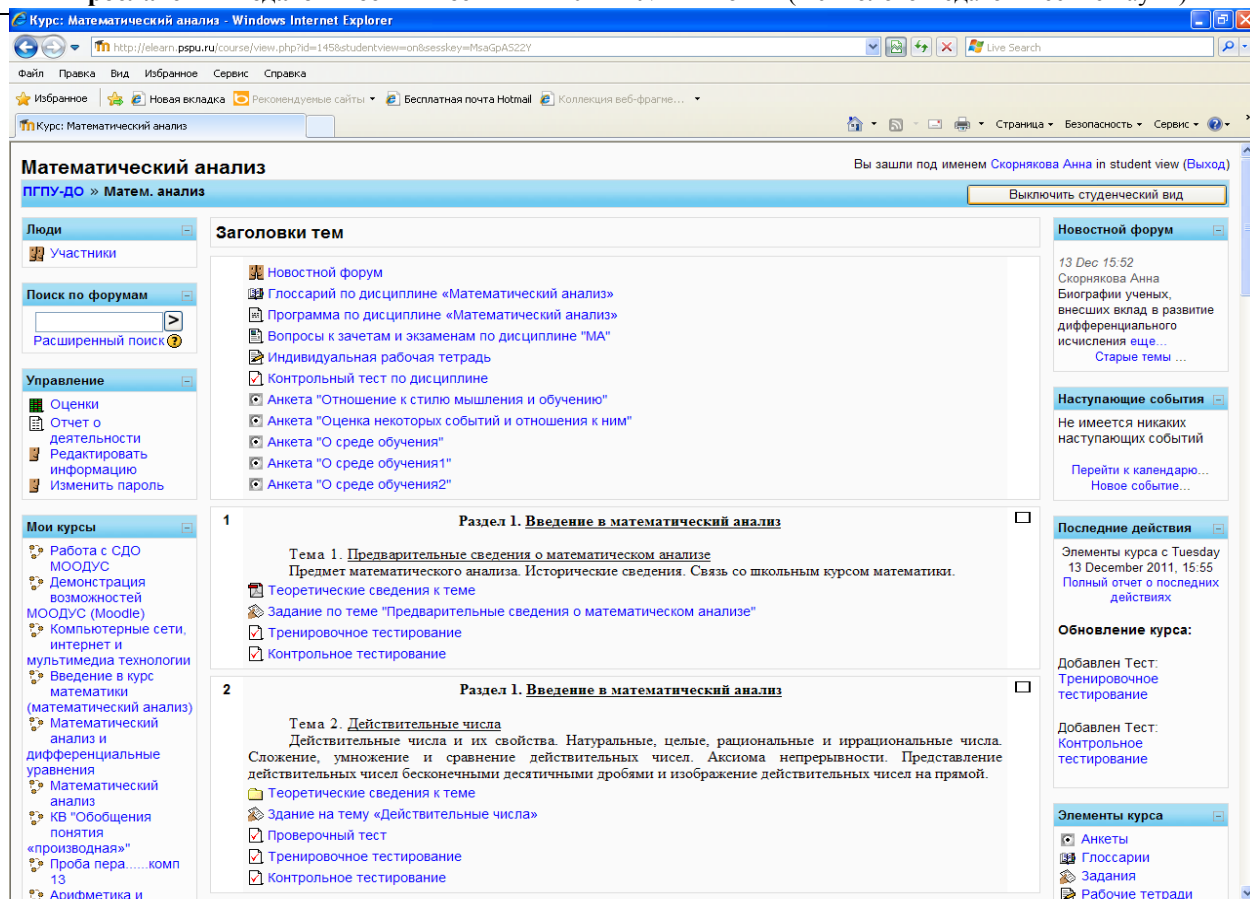 Курс: Математический анализ - Windows Internet Explorer
http://elearn.pspu.ru/course/view.php?id=145&studentview=on&sesskey=MsaGpAS22Y
Live Search
Файл Правка Вид Избранное Сервис Справка
Избранное Новая вкладка Рекомендуемые сайты Бесплатная почта Hotmail Коллекция веб-фрагме...
Курс: Математический анализ
Страница Безопасность Сервис
Математический анализ
Вы зашли под именем Скорнякова Анна in student view (Выход)
ПГПУ-ДО » Матем. анализ
Выключить студенческий вид
Люди
Участники
Поиск по форумам
>
Расширенный поиск
Управление
Оценки
Отчет о
деятельности
Редактировать
информацию
Изменить пароль
Мои курсы
Работа с СДО
МООДУС
Демонстрация
возможностей
МООДУС (Moodle)
Компьютерные сети,
интернет и
мультимедиа технологии
Введение в курс
математики
(математический анализ)
Математический
анализ и
дифференциальные
уравнения
Математический
анализ
КВ "Обобщения
понятия
«производная»"
Проба пера......комп
13
Арифметика и
Заголовки тем
Новостной форум
Глоссарий по дисциплине «Математический анализ»
Программа по дисциплине «Математический анализ»
Вопросы к зачетам и экзаменам по дисциплине "МА"
Индивидуальная рабочая тетрадь
Контрольный тест по дисциплине
Анкета "Отношение к стилю мышления и обучению"
Анкета "Оценка некоторых событий и отношения к ним"
Анкета "О среде обучения"
Анкета "О среде обучения1"
Анкета "О среде обучения2"
1
Раздел 1. Введение в математический анализ
Тема 1. Предварительные сведения о математическом анализе
Предмет математического анализа. Исторические сведения. Связь со школьным курсом математики.
Теоретические сведения к теме
Задание по теме "Предварительные сведения о математическом анализе"
Тренировочное тестирование
Контрольное тестирование
2
Раздел 1. Введение в математический анализ
Тема 2. Действительные числа
Действительные числа и их свойства. Натуральные, целые, рациональные и иррациональные числа.
Сложение, умножение и сравнение действительных чисел. Аксиома непрерывности. Представление
действительных чисел бесконечными десятичными дробями и изображение действительных чисел на прямой.
Теоретические сведения к теме
Здание на тему «Действительные числа»
Проверочный тест
Тренировочное тестирование
Контрольное тестирование
Новостной форум
13 Dec 15:52
Скорнякова Анна
Биографии ученых,
внесших вклад в развитие
дифференциального
исчисления еще...
Старые темы ...
Наступающие события
Не имеется никаких
наступающих событий
Перейти к календарю...
Новое событие...
Последние действия
Элементы курса с Tuesday
13 December 2011, 15:55
Полный отчет о последних
действиях
Обновление курса:
Добавлен Тест:
Тренировочное
тестирование
Добавлен Тест:
Контрольное
тестирование
Элементы курса
Анкеты
Глоссарии
Задания
Рабочие тетради